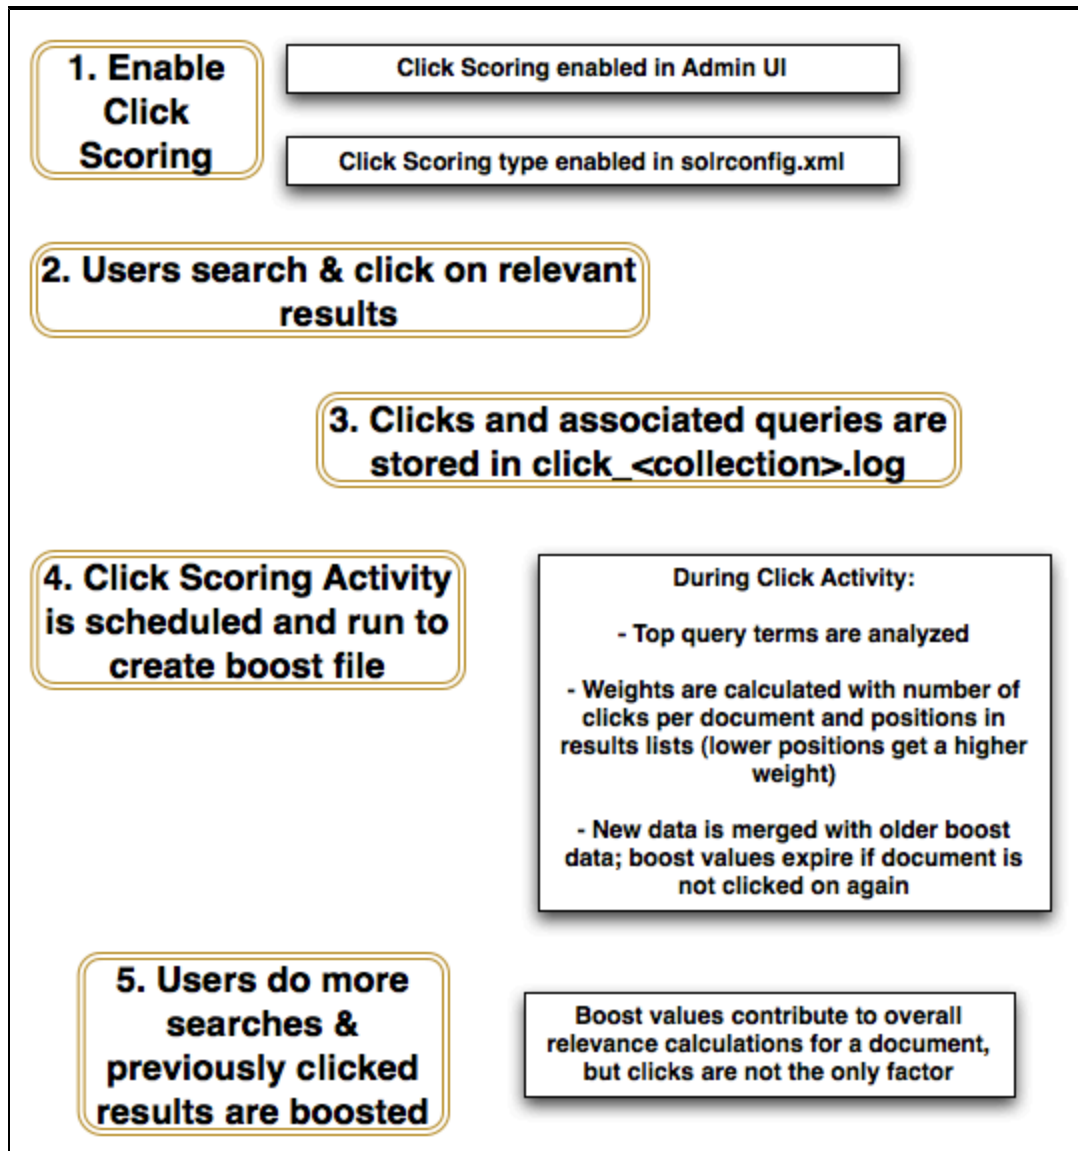 1. Enable
Click
Scoring
Click Scoring enabled in Admin UI
Click Scoring type enabled in solrconfig.xml
2. Users search & click on relevant
results
3. Clicks and associated queries are
stored in click_<collection>.log
4. Click Scoring Activity
is scheduled and run to
create boost file
During Click Activity:
- Top query terms are analyzed
- Weights are calculated with number of
clicks per document and positions in
results lists (lower positions get a higher
weight)
- New data is merged with older boost
data; boost values expire if document is
not clicked on again
5. Users do more
searches &
previously clicked
results are boosted
Boost values contribute to overall
relevance calculations for a document,
but clicks are not the only factor